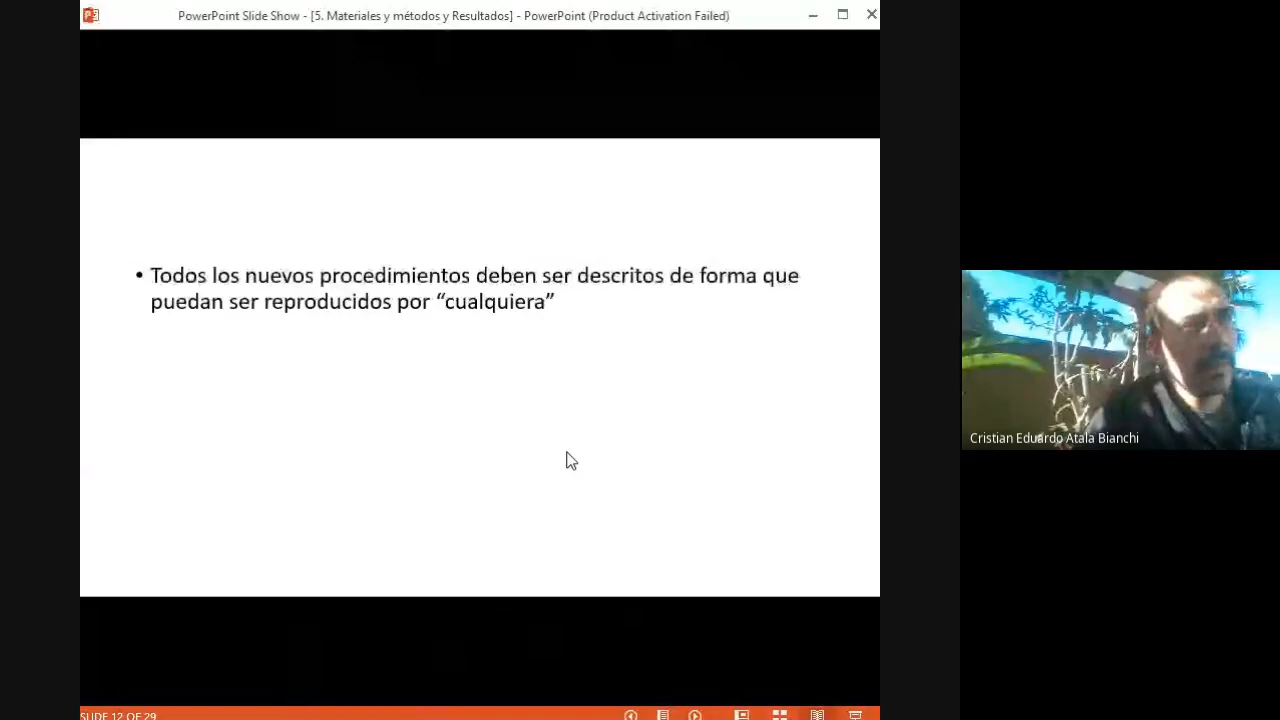 PowerPoint Slide Show - [5. Materiales y métodos y Resultados] - PowerPoint (Product Activation Failed)
• Todos los nuevos procedimientos deben ser descritos de forma que
puedan ser reproducidos por “cualquiera”
Cristian Eduardo Atala Bianchi
SLIDE 12 OF 29